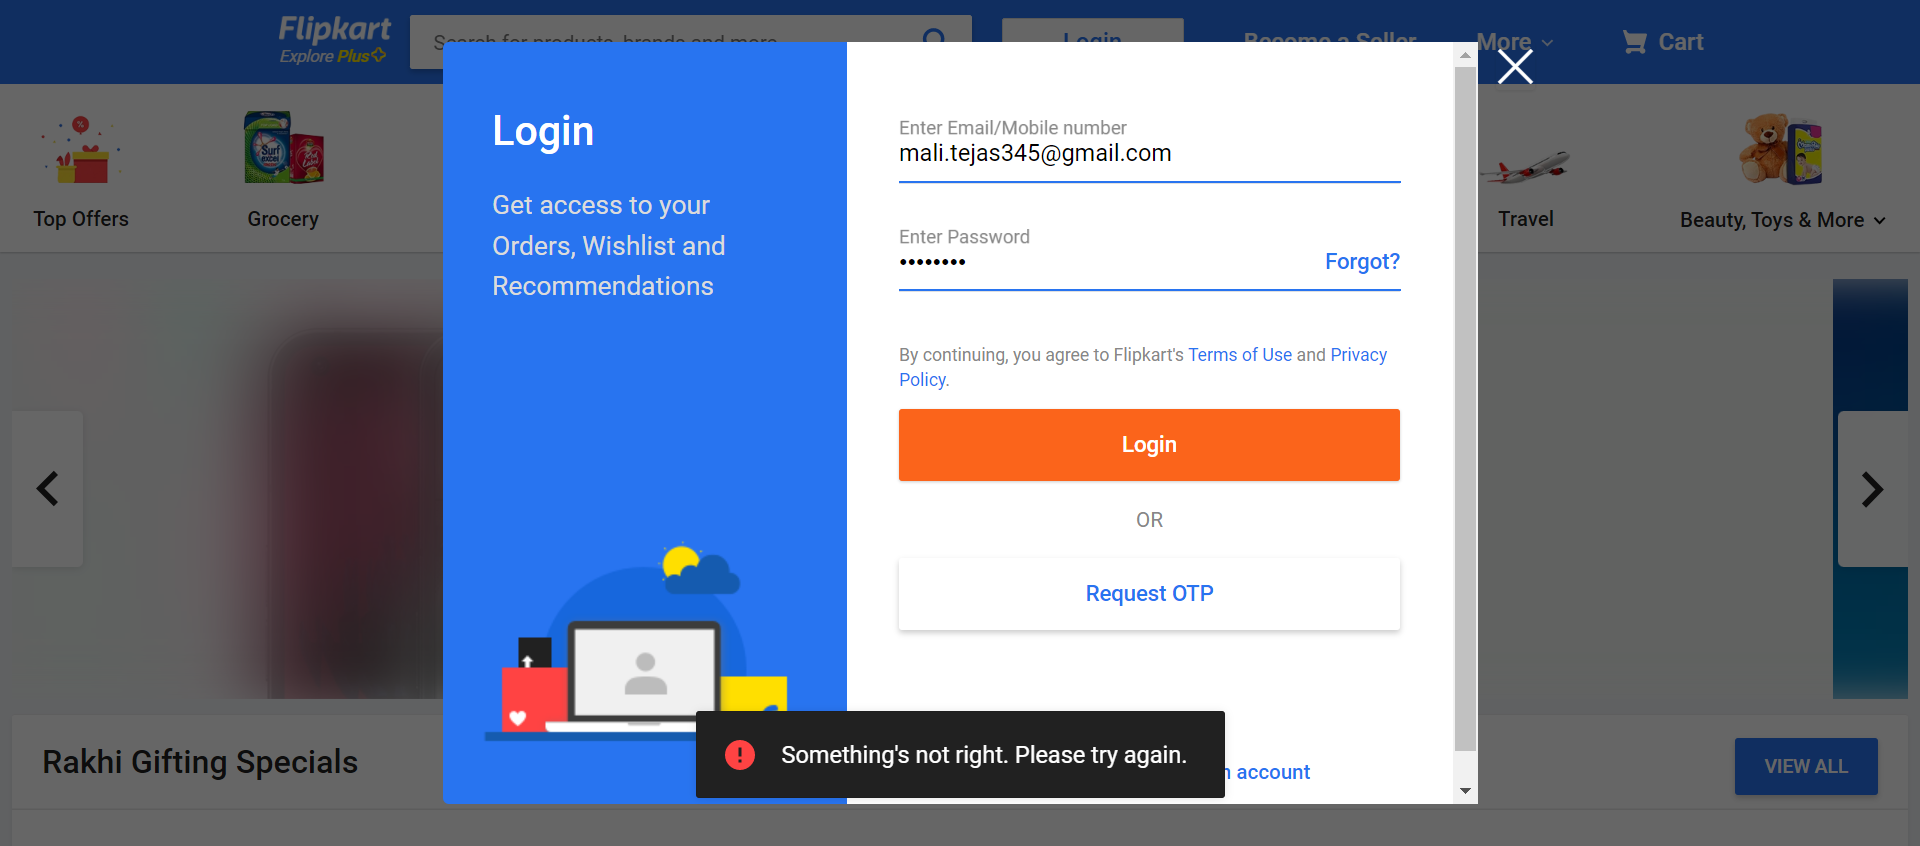 Flipkart
Explore Plus
Search for products, brands and more
Login
Become a Seller
More
Cart
Top Offers
Grocery
Travel
Beauty, Toys & More
Login
Get access to your
Orders, Wishlist and
Recommendations
Enter Email/Mobile number
mali.tejas345@gmail.com
Enter Password
Forgot?
By continuing, you agree to Flipkart's Terms of Use and Privacy
Policy.
Login
OR
Request OTP
Something's not right. Please try again.
account
Rakhi Gifting Specials
VIEW ALL